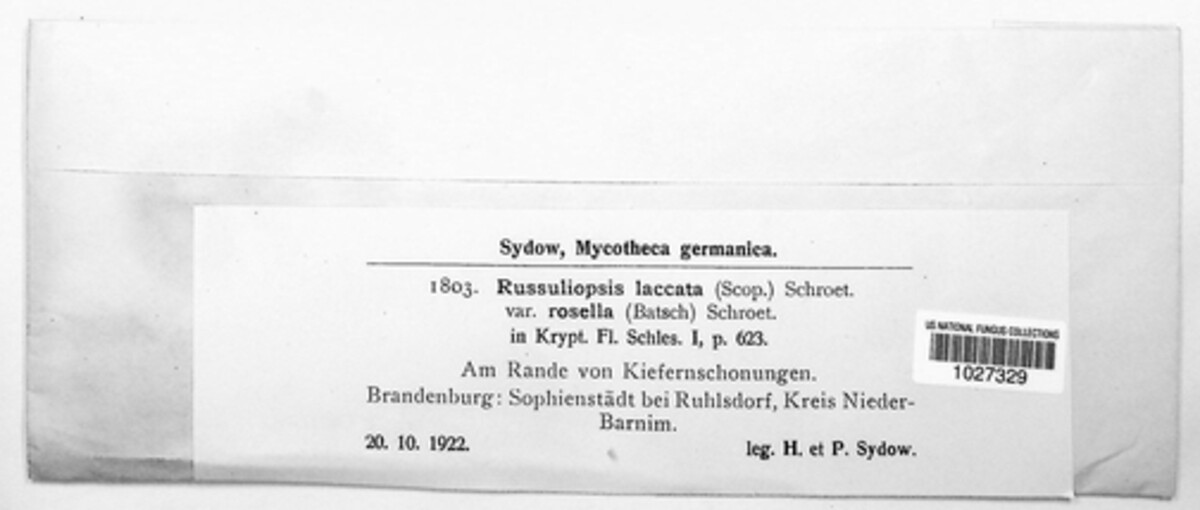 Sydow, Mycotheca germanica.
1803. Russuliopsis laccata (Scop.) Schroet.
var. rosella (Batsch) Schroet.
in Krypt. Fl. Schles. I, p. 623.
Am Rande von Kiefernschonungen.
Brandenburg: Sophienstädt bei Ruhlsdorf, Kreis Nieder-
Barnim.
20. 10. 1922. leg. H. et P. Sydow.
US NATIONAL FUNGUS COLLECTIONS
1027329